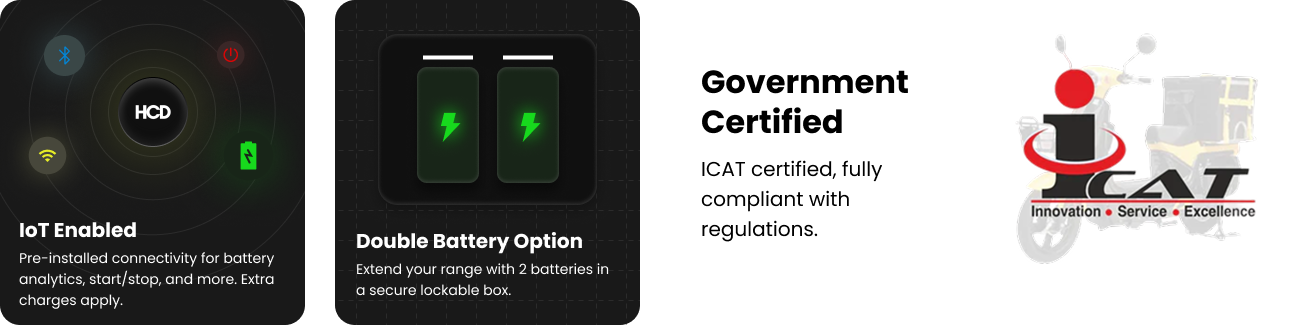 HCD
IoT Enabled
Pre-installed connectivity for battery
analytics, start/stop, and more. Extra
charges apply.
Double Battery Option
Extend your range with 2 batteries in
a secure lockable box.
Government
Certified
ICAT certified, fully
compliant with
regulations.
iCAT
Innovation • Service • Excellence